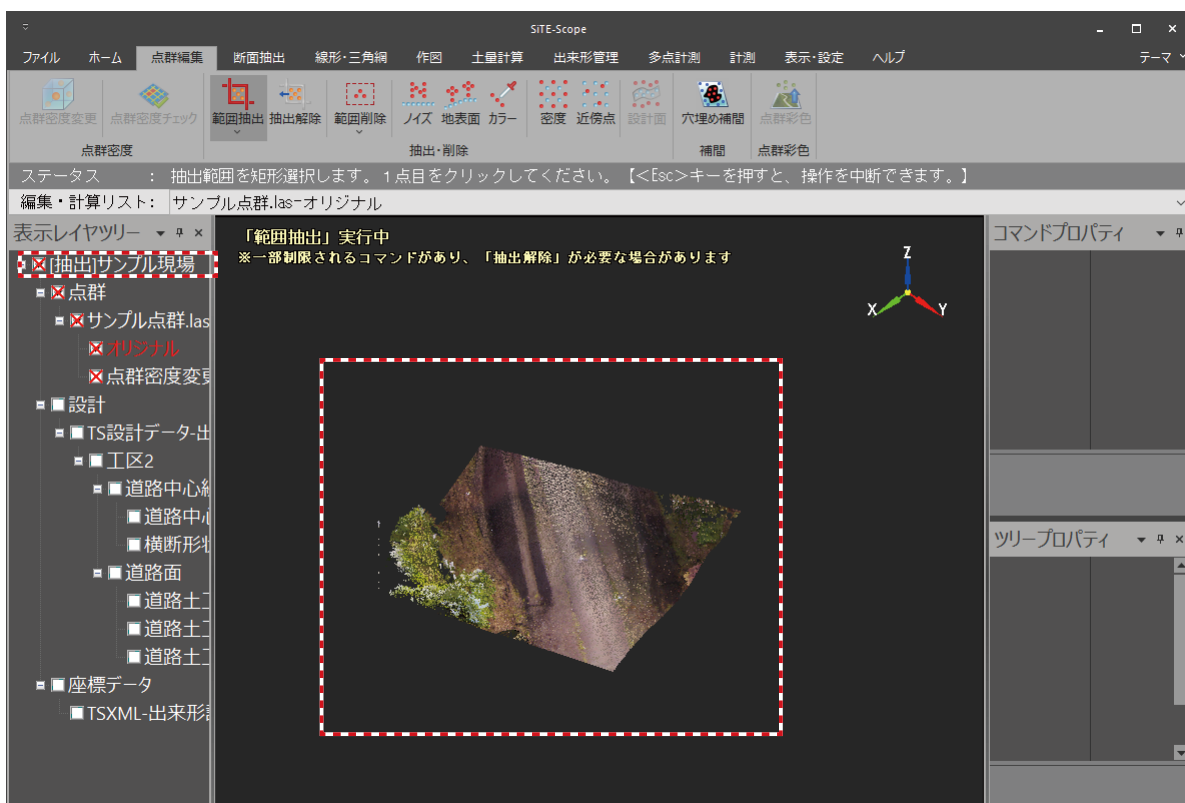 SiTE-Scope
ファイル ホーム 点群編集 断面抽出 線形・三角網 作図 土量計算 出来形管理 多点計測 計測 表示・設定 ヘルプ テーマ
点群密度変更 点群密度チェック 範囲抽出 抽出解除 範囲削除 ノイズ 地表面 カラー 密度 近傍点 設計面 穴埋め補間 点群彩色
点群密度 抽出・削除 補間 点群彩色
ステータス : 抽出範囲を矩形選択します。1点目をクリックしてください。【<Esc>キーを押すと、操作を中断できます。】
編集・計算リスト: サンプル点群.las-オリジナル
表示レイヤツリー
[抽出]サンプル現場
点群
サンプル点群.las
オリジナル
点群密度変更
設計
TS設計データ-出
工区2
道路中心線
道路中心
横断形状
道路面
道路土工
道路土工
道路土工
座標データ
TSXML-出来形
「範囲抽出」実行中
※一部制限されるコマンドがあり、「抽出解除」が必要な場合があります
Z
X Y
コマンドプロパティ
ツリープロパティ